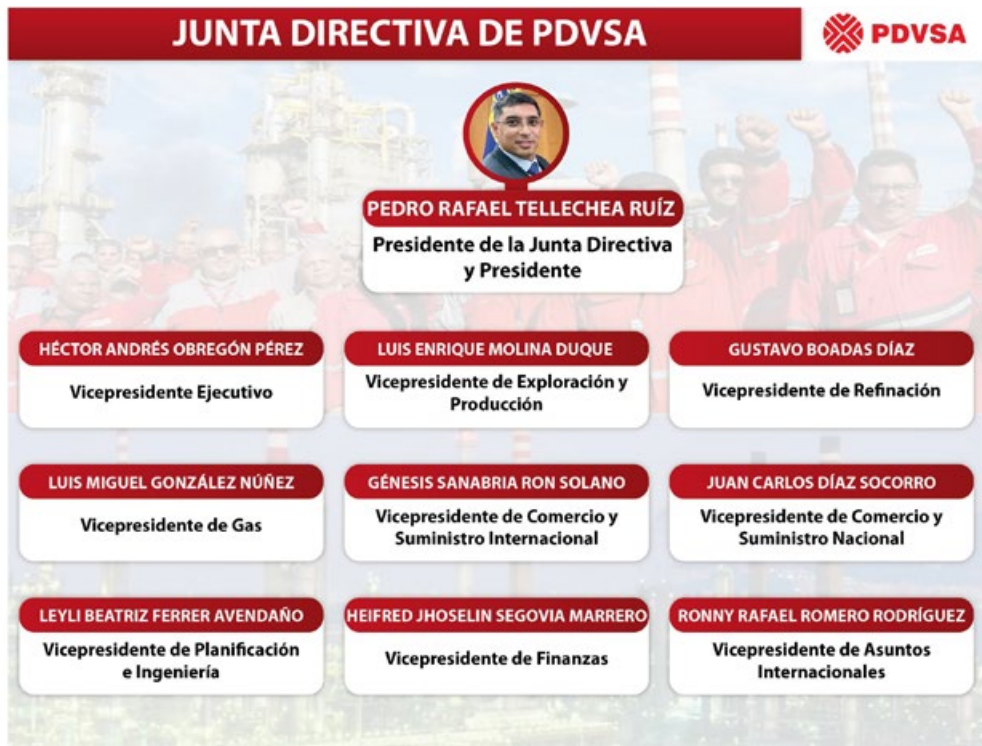 JUNTA DIRECTIVA DE PDVSA
PDVSA
PEDRO RAFAEL TELLECHEA RUÍZ
Presidente de la Junta Directiva
y Presidente
HÉCTOR ANDRÉS OBREGÓN PÉREZ
Vicepresidente Ejecutivo
LUIS ENRIQUE MOLINA DUQUE
Vicepresidente de Exploración y
Producción
GUSTAVO BOADAS DÍAZ
Vicepresidente de Refinación
LUIS MIGUEL GONZÁLEZ NÚÑEZ
Vicepresidente de Gas
GÉNESIS SANABRIA RON SOLANO
Vicepresidente de Comercio y
Suministro Internacional
JUAN CARLOS DÍAZ SOCORRO
Vicepresidente de Comercio y
Suministro Nacional
LEYLI BEATRIZ FERRER AVENDAÑO
Vicepresidente de Planificación
e Ingeniería
HEIFRED JHOSELIN SEGOVIA MARRERO
Vicepresidente de Finanzas
RONNY RAFAEL ROMERO RODRÍGUEZ
Vicepresidente de Asuntos
Internacionales